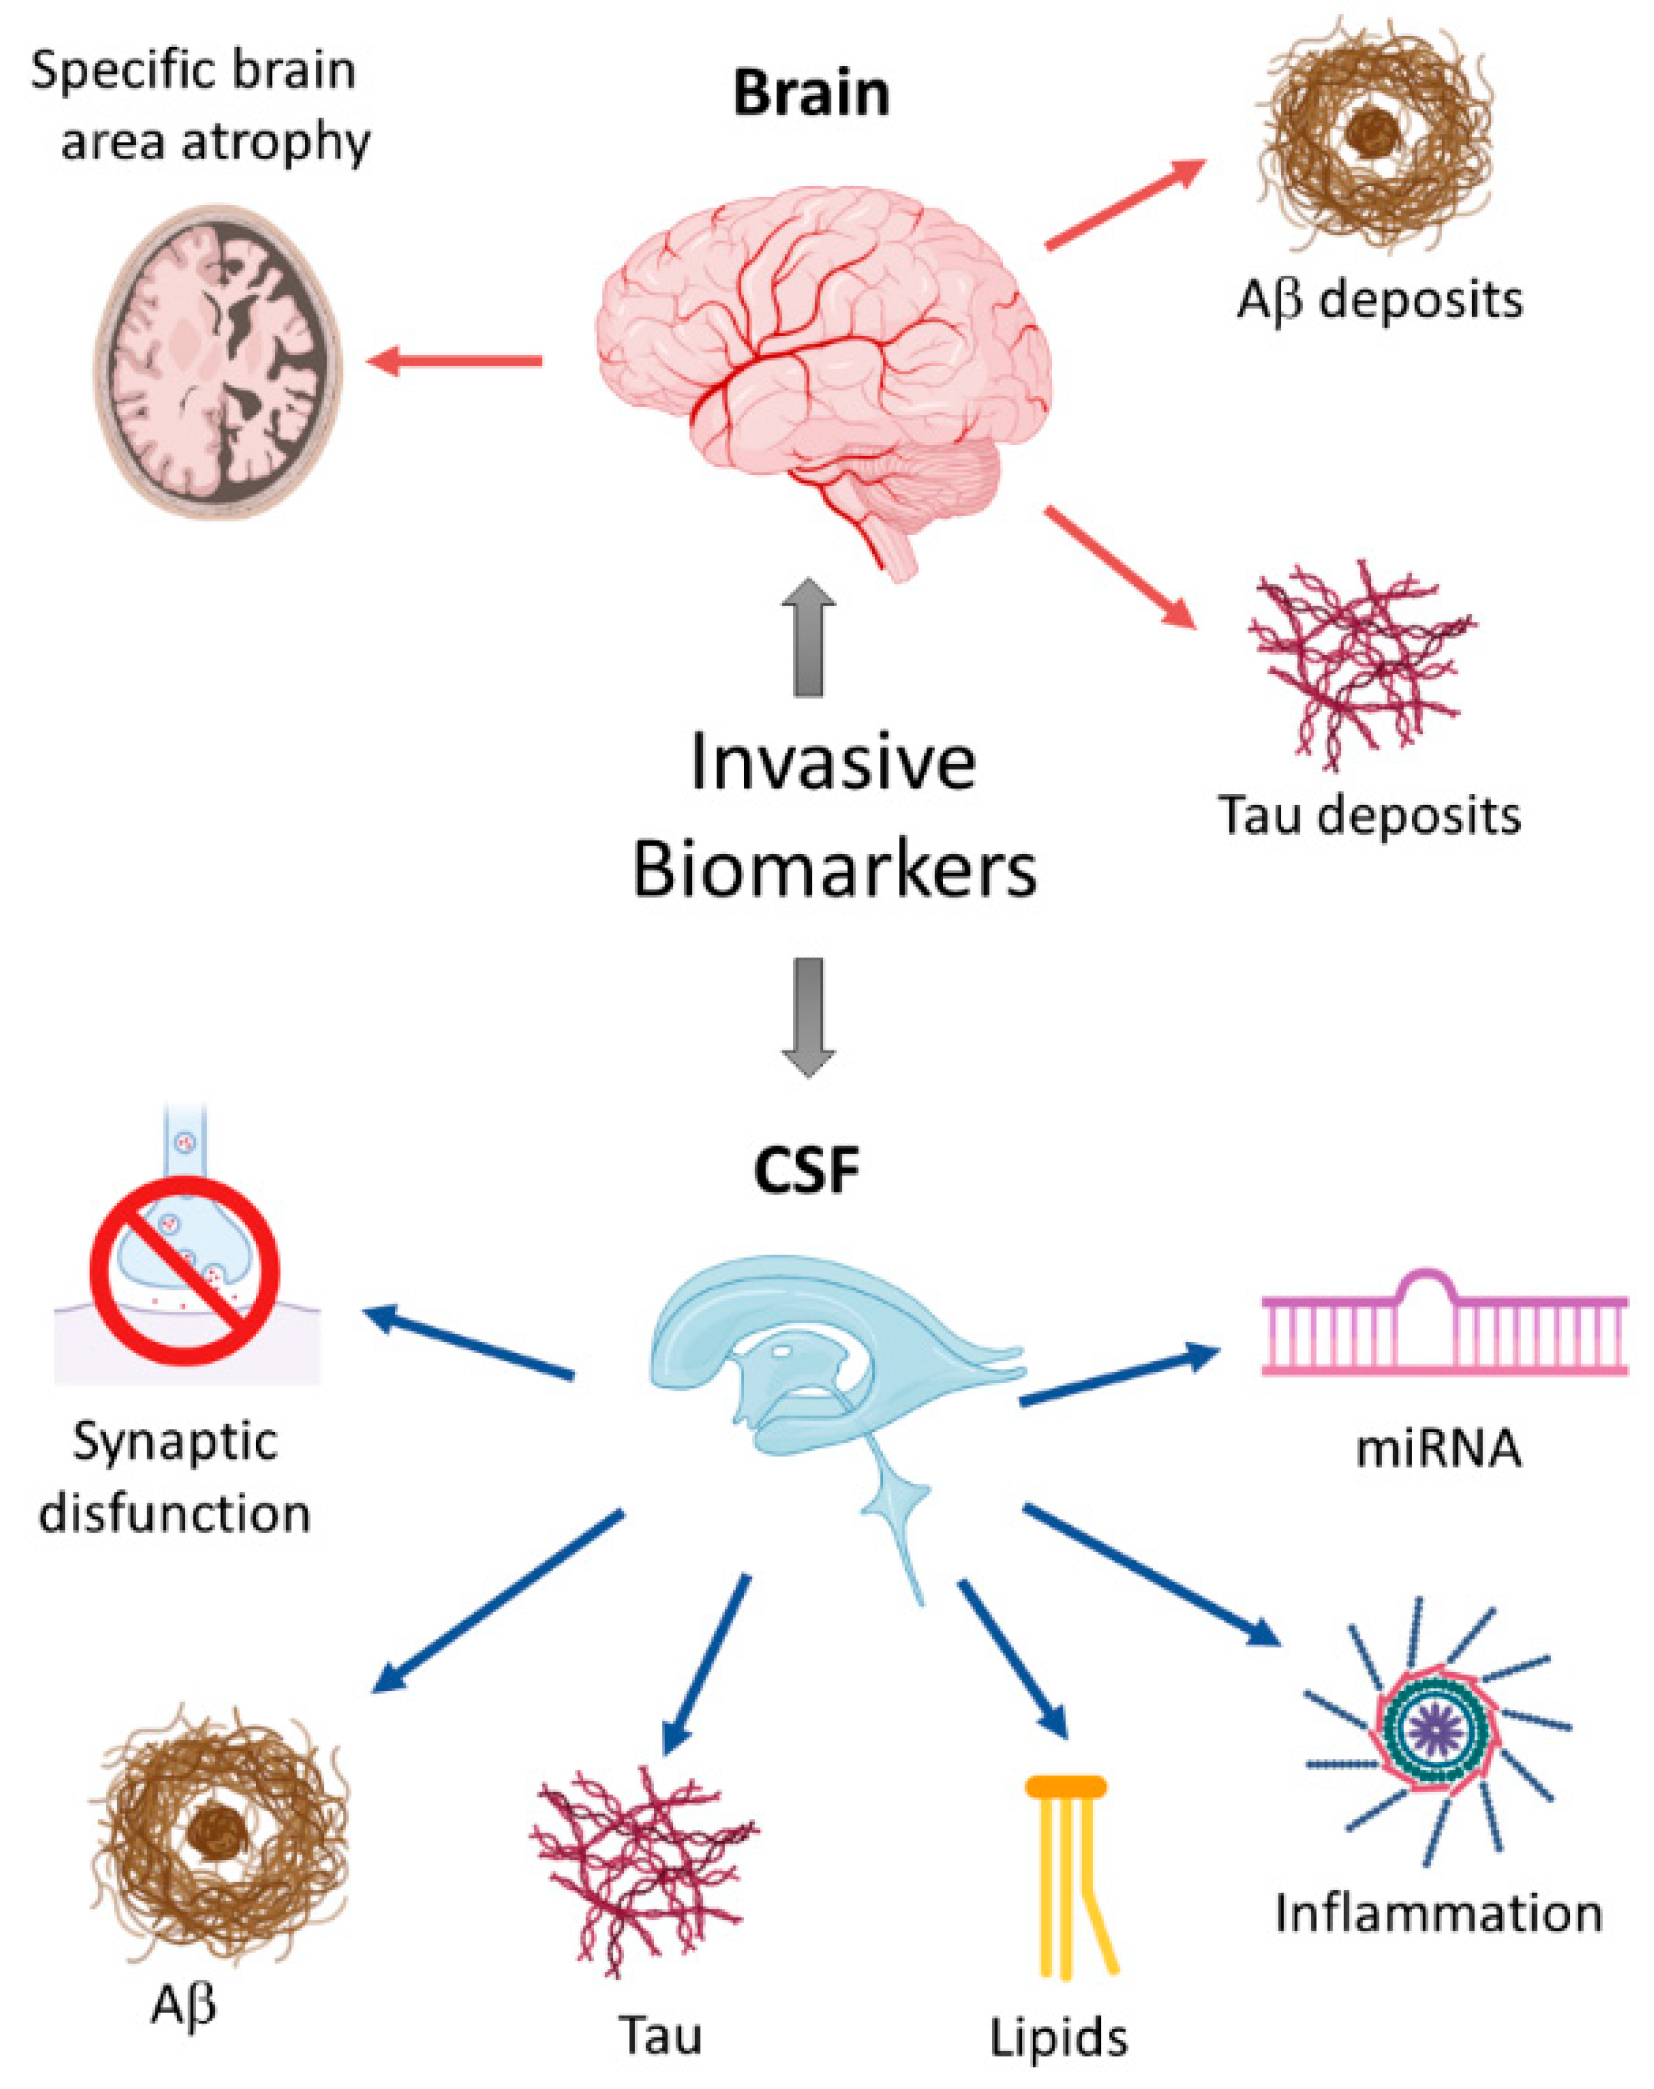 Specific brain
area atrophy
Brain
Aβ deposits
Tau deposits
Invasive
Biomarkers
CSF
Synaptic
disfunction
miRNA
Inflammation
Aβ
Tau
Lipids